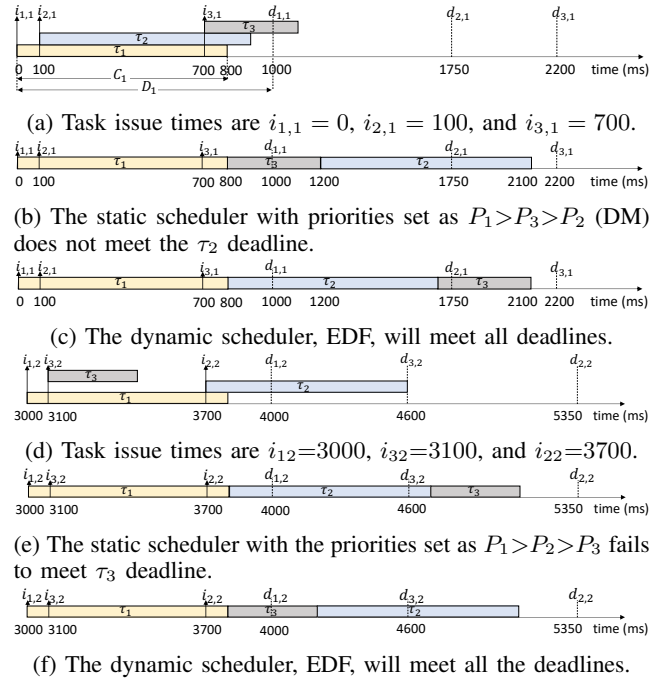 i1,1 i2,1 i3,1 d1,1 d2,1 d3,1
τ3
τ2
τ1
0 100 700 800 1000 1750 2200 time (ms)
C1
D1
(a) Task issue times are i1,1 = 0, i2,1 = 100, and i3,1 = 700.
i1,1 i2,1 i3,1 d1,1 d2,1 d3,1
τ1 τ3 τ2
0 100 700 800 1000 1200 1750 2100 2200 time (ms)
(b) The static scheduler with priorities set as P1>P3>P2 (DM)
does not meet the τ2 deadline.
i1,1 i2,1 i3,1 d1,1 d2,1 d3,1
τ1 τ2 τ3
0 100 700 800 1000 1200 1750 2100 2200 time (ms)
(c) The dynamic scheduler, EDF, will meet all deadlines.
i1,2 i3,2 i2,2 d1,2 d3,2 d2,2
τ3
τ2
τ1
3000 3100 3700 4000 4600 5350 time (ms)
(d) Task issue times are i12=3000, i32=3100, and i22=3700.
i1,2 i3,2 i2,2 d1,2 d3,2 d2,2
τ1 τ2 τ3
3000 3100 3700 4000 4600 5350 time (ms)
(e) The static scheduler with the priorities set as P1>P2>P3 fails
to meet τ3 deadline.
i1,2 i3,2 i2,2 d1,2 d3,2 d2,2
τ1 τ3 τ2
3000 3100 3700 4000 4600 5350 time (ms)
(f) The dynamic scheduler, EDF, will meet all the deadlines.